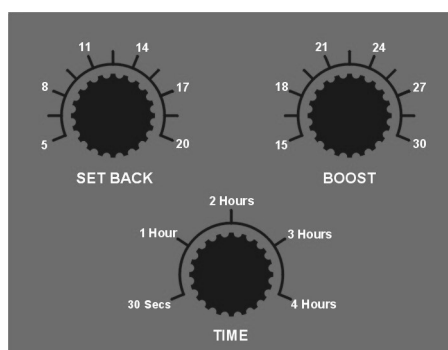 11 14
8 17
5 20
SET BACK
21 24
18 27
15 30
BOOST
2 Hours
1 Hour 3 Hours
30 Secs 4 Hours
TIME